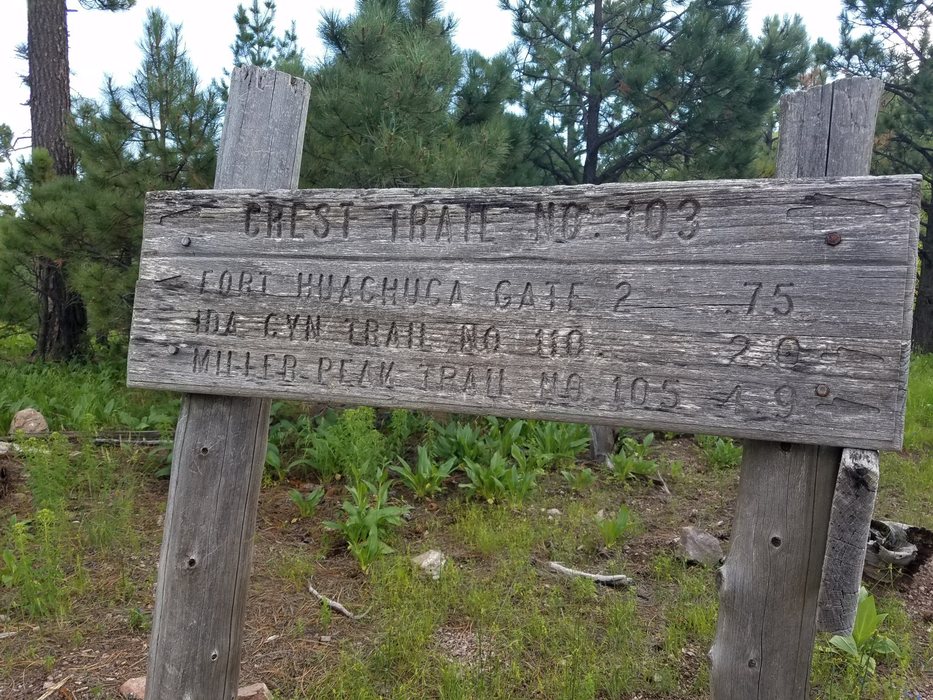 CREST TRAIL NO. 103
FORT HUACHUCA GATE 2 .75
IDA GYN TRAIL NO. 110. 2.0
MILLER PEAK TRAIL NO. 105 4.9